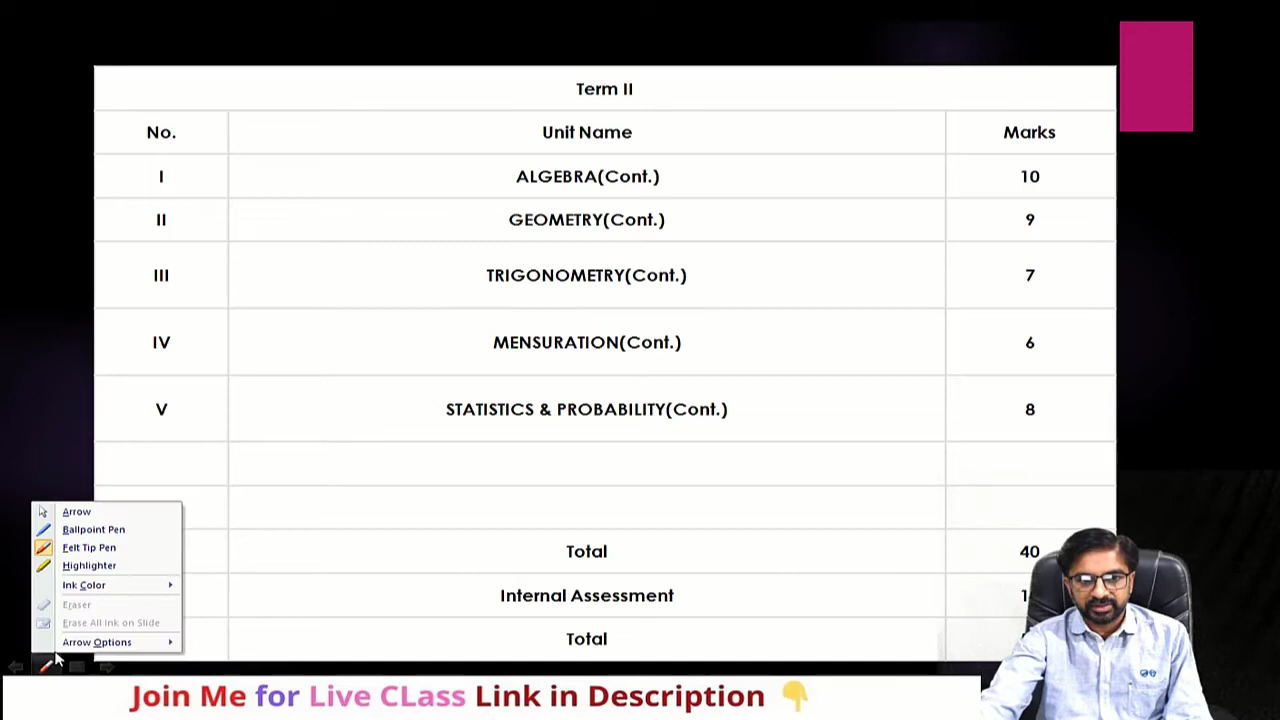 Term II
No. Unit Name Marks
I ALGEBRA(Cont.) 10
II GEOMETRY(Cont.) 9
III TRIGONOMETRY(Cont.) 7
IV MENSURATION(Cont.) 6
V STATISTICS & PROBABILITY(Cont.) 8
Total 40
Internal Assessment
Total
Arrow
Ballpoint Pen
Felt Tip Pen
Highlighter
Ink Color
Eraser
Erase All Ink on Slide
Arrow Options
Join Me for Live CLass Link in Description 👇